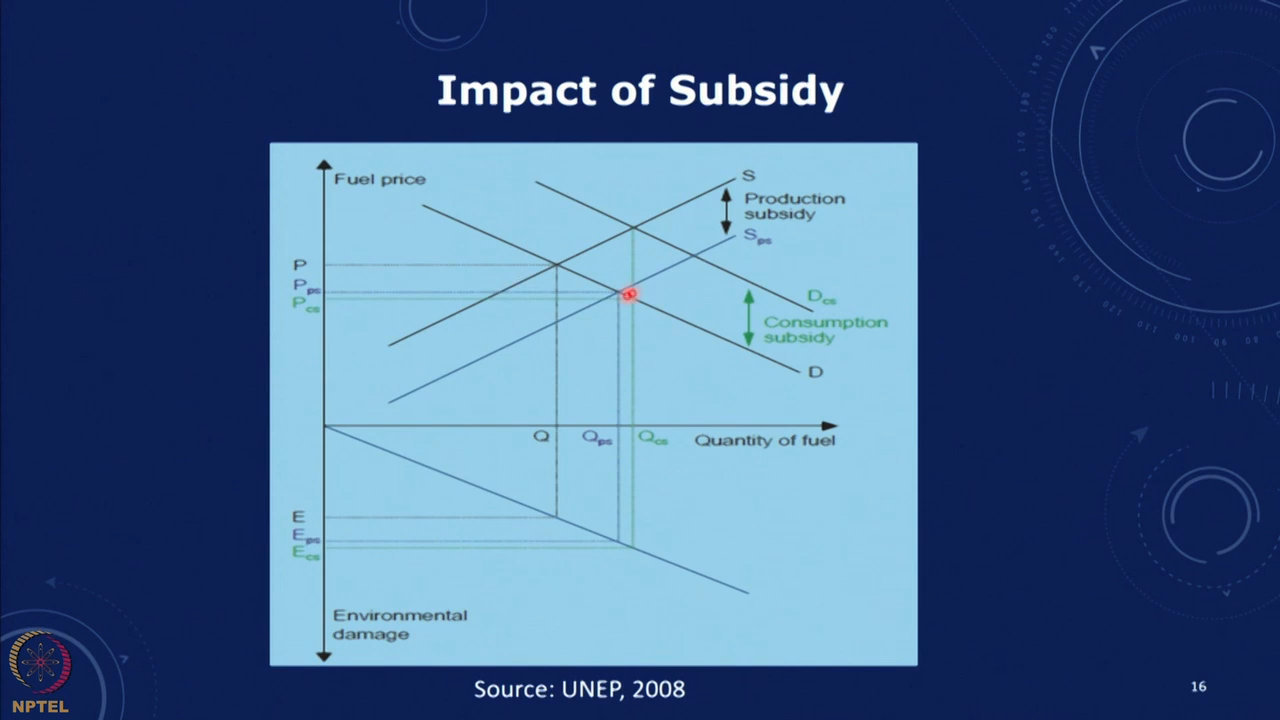 Impact of Subsidy
Fuel price
S
Production
subsidy
Sps
P
Pps
Pcs
Dcs
Consumption
subsidy
D
Q
Qps
Qcs
Quantity of fuel
E
Eps
Ecs
Environmental
damage
Source: UNEP, 2008
16
NPTEL